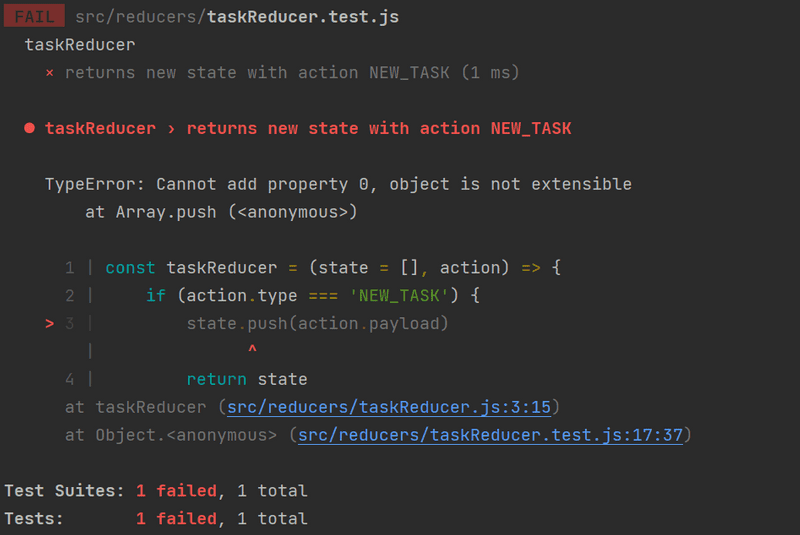 FAIL src/reducers/taskReducer.test.js
taskReducer
× returns new state with action NEW_TASK (1 ms)
● taskReducer › returns new state with action NEW_TASK
TypeError: Cannot add property 0, object is not extensible
at Array.push (<anonymous>)
1 | const taskReducer = (state = [], action) => {
2 | if (action.type === 'NEW_TASK') {
> 3 | state.push(action.payload)
| ^
4 | return state
at taskReducer (src/reducers/taskReducer.js:3:15)
at Object.<anonymous> (src/reducers/taskReducer.test.js:17:37)
Test Suites: 1 failed, 1 total
Tests: 1 failed, 1 total